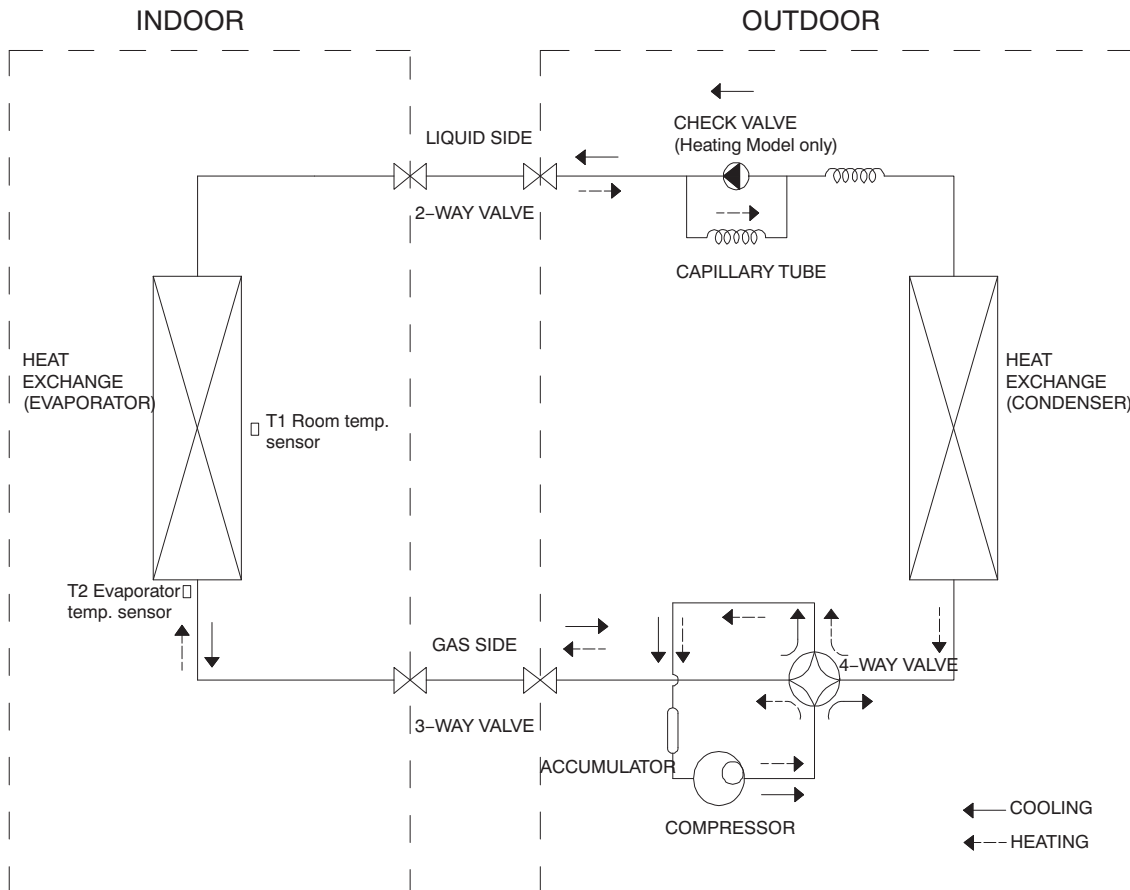 INDOOR
OUTDOOR
LIQUID SIDE
CHECK VALVE
(Heating Model only)
2-WAY VALVE
CAPILLARY TUBE
HEAT
EXCHANGE
(EVAPORATOR)
T1 Room temp.
sensor
HEAT
EXCHANGE
(CONDENSER)
T2 Evaporator
temp. sensor
GAS SIDE
4-WAY VALVE
3-WAY VALVE
ACCUMULATOR
COMPRESSOR
COOLING
HEATING